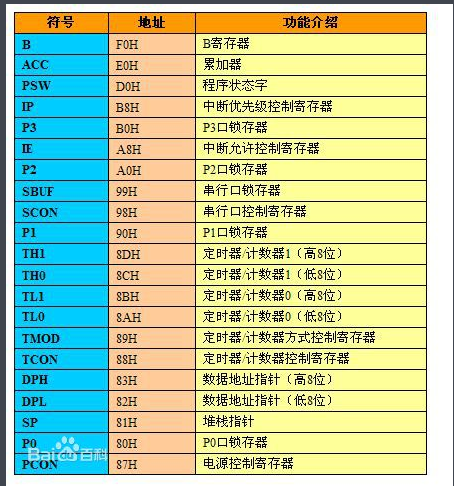 符号 地址 功能介绍
B F0H B寄存器
ACC E0H 累加器
PSW D0H 程序状态字
IP B8H 中断优先级控制寄存器
P3 B0H P3口锁存器
IE A8H 中断允许控制寄存器
P2 A0H P2口锁存器
SBUF 99H 串行口锁存器
SCON 98H 串行口控制寄存器
P1 90H P1口锁存器
TH1 8DH 定时器/计数器1（高8位）
TH0 8CH 定时器/计数器1（低8位）
TL1 8BH 定时器/计数器0（高8位）
TL0 8AH 定时器/计数器0（低8位）
TMOD 89H 定时器/计数器方式控制寄存器
TCON 88H 定时器/计数器控制寄存器
DPH 83H 数据地址指针（高8位）
DPL 82H 数据地址指针（低8位）
SP 81H 堆栈指针
P0 80H P0口锁存器
PCON 87H 电源控制寄存器
Bai百科